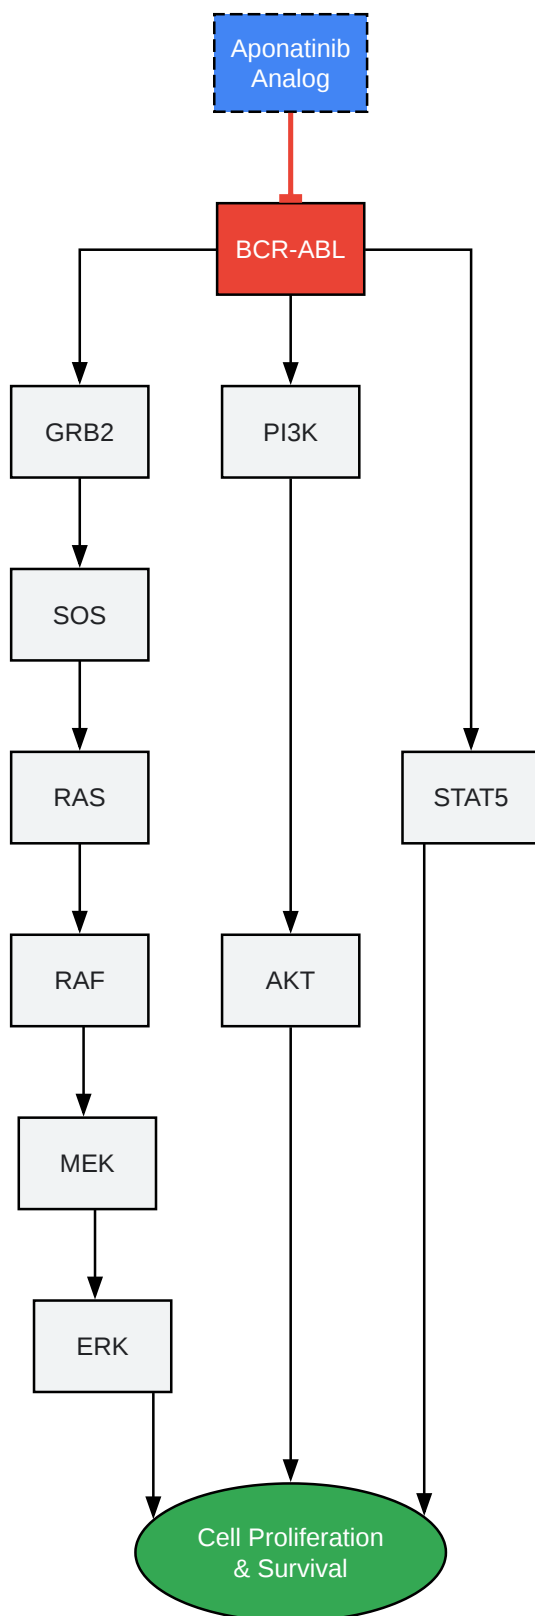 Aponatinib
Analog
BCR-ABL
GRB2
PI3K
SOS
RAS
STAT5
RAF
AKT
MEK
ERK
Cell Proliferation
& Survival